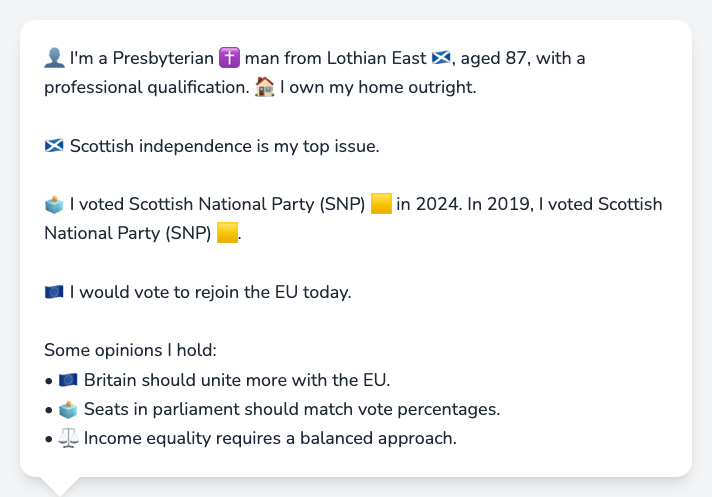 👤 I'm a Presbyterian ✝️ man from Lothian East 🏴󠁧󠁢󠁳󠁣󠁴󠁿, aged 87, with a
professional qualification. 🏠 I own my home outright.
🏴󠁧󠁢󠁳󠁣󠁴󠁿 Scottish independence is my top issue.
🗳️ I voted Scottish National Party (SNP) 🟨 in 2024. In 2019, I voted Scottish
National Party (SNP) 🟨.
🇪🇺 I would vote to rejoin the EU today.
Some opinions I hold:
• 🇪🇺 Britain should unite more with the EU.
• 🗳️ Seats in parliament should match vote percentages.
• ⚖️ Income equality requires a balanced approach.